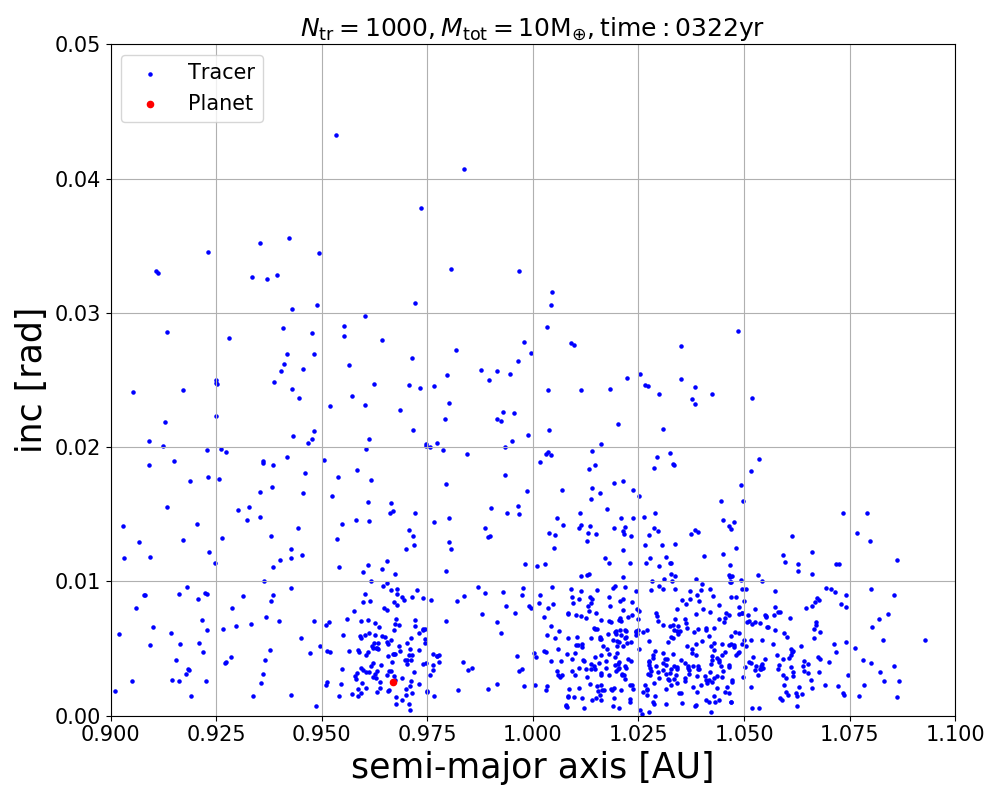 N_tr = 1000, M_tot = 10M_⊕, time : 0322yr
Tracer
Planet
0.05
0.04
0.03
0.02
0.01
0.00
inc [rad]
0.900 0.925 0.950 0.975 1.000 1.025 1.050 1.075 1.100
semi-major axis [AU]